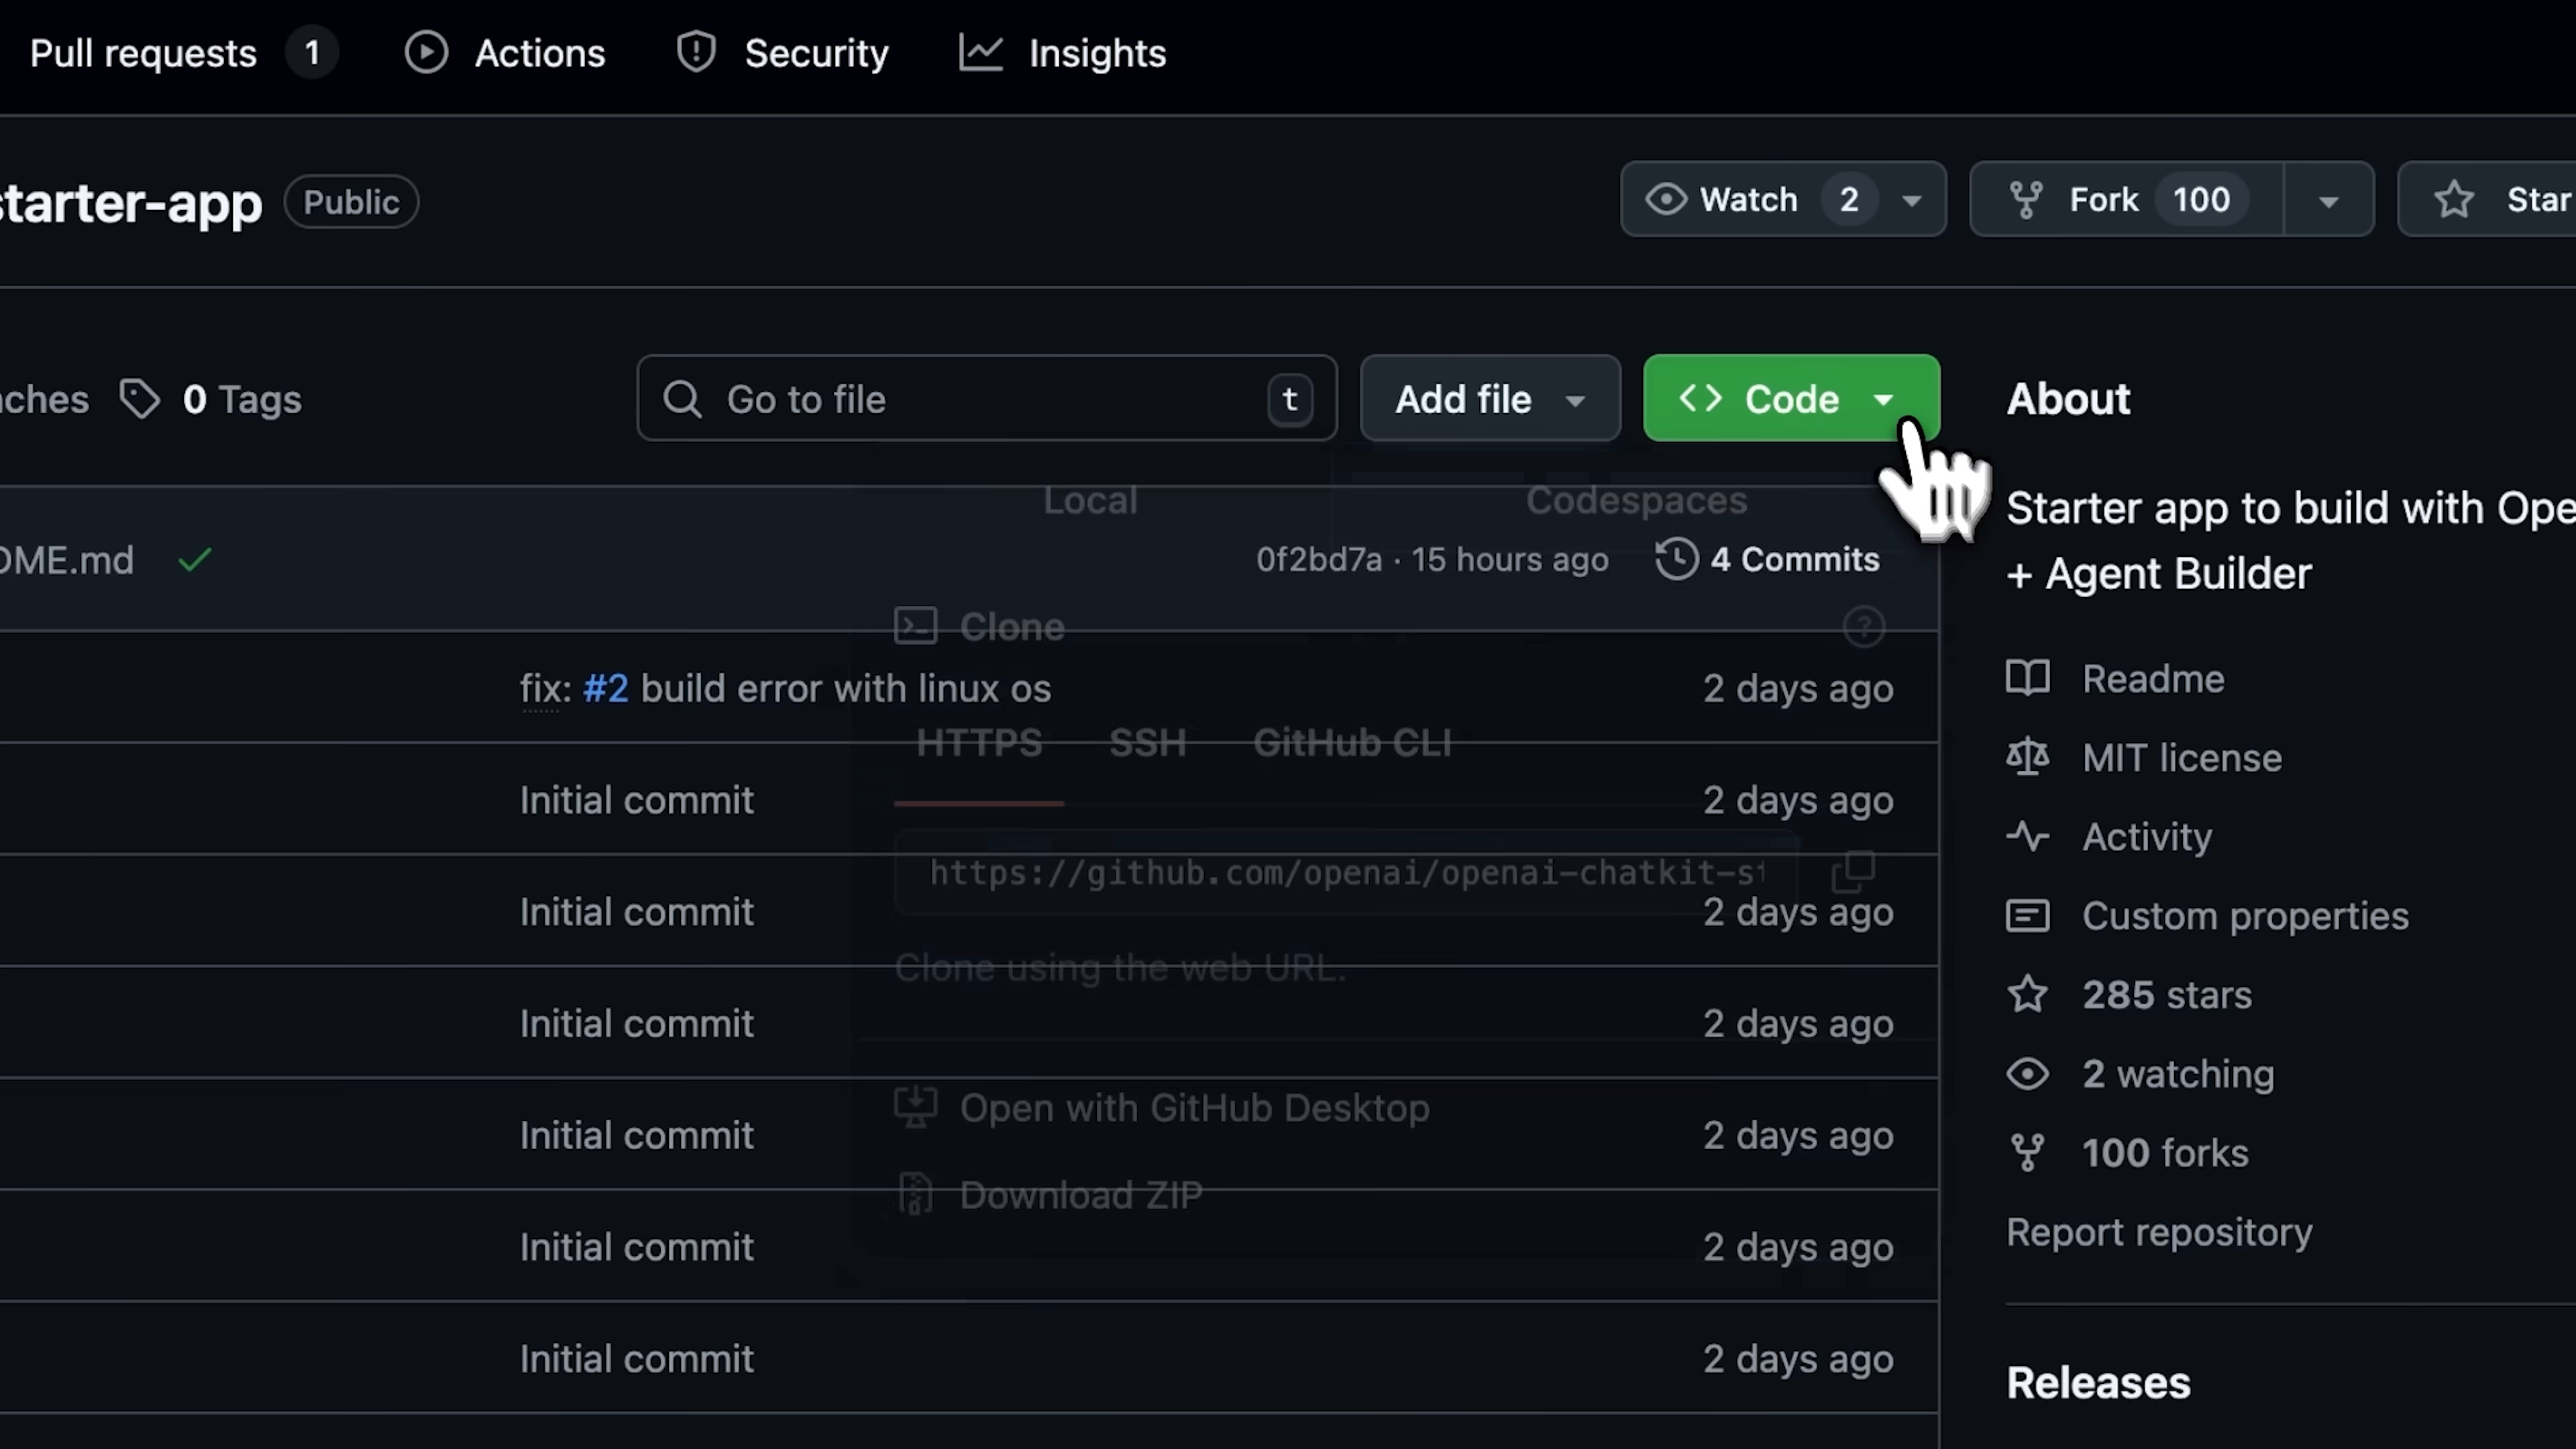 Pull requests 1 Actions Security Insights
starter-app Public Watch 2 Fork 100 Star
0 Tags Go to file t Add file Code About
Local Codespaces
Starter app to build with
+ Agent Builder
0f2bd7a · 15 hours ago 4 Commits
Clone
fix: #2 build error with linux os 2 days ago
HTTPS SSH GitHub CLI
Initial commit 2 days ago
https://github.com/openai/openai-chatkit-st
Initial commit 2 days ago
Clone using the web URL.
Initial commit 2 days ago
Open with GitHub Desktop
Initial commit 2 days ago
Download ZIP
Initial commit 2 days ago
Initial commit 2 days ago
Readme
MIT license
Activity
Custom properties
285 stars
2 watching
100 forks
Report repository
Releases